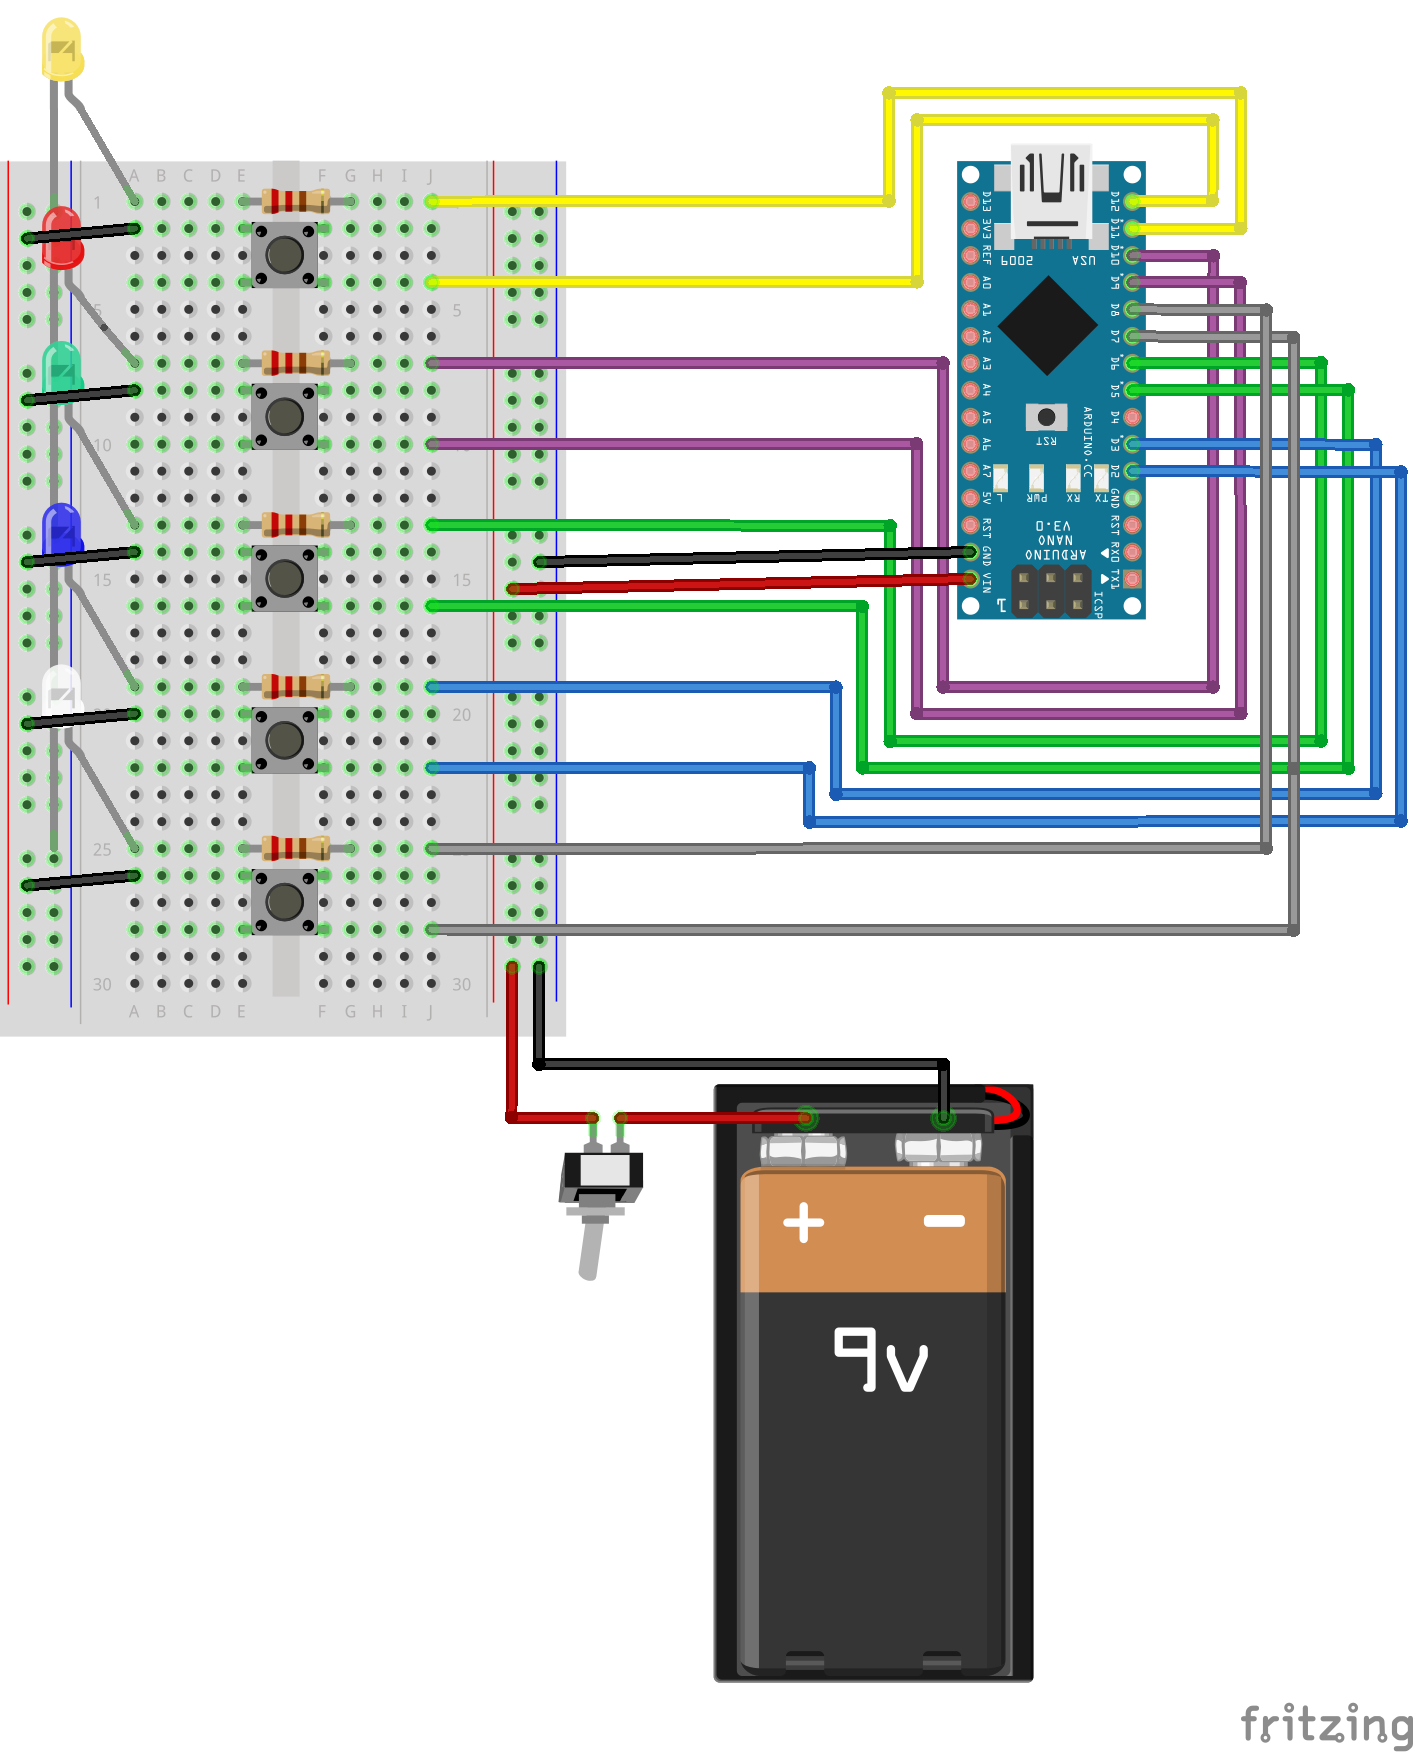 A B C D E F G H I J
1
5 5
10
15 15
20
25
30 30
A B C D E F G H I J
D13 D12
3V3 D11
REF D10
2009 USA
A0 D9
A1 D8
A2 D7
A3 D6
A4 D5
A5 D4
A6 D3
A7 D2
5V GND
RST RST
GND RX0
VIN TX1
RST
ARDUINO.CC
L PWR RX TX
ARDUINO
NANO
V3.0
1
ICSP
+ −
9v
fritzing